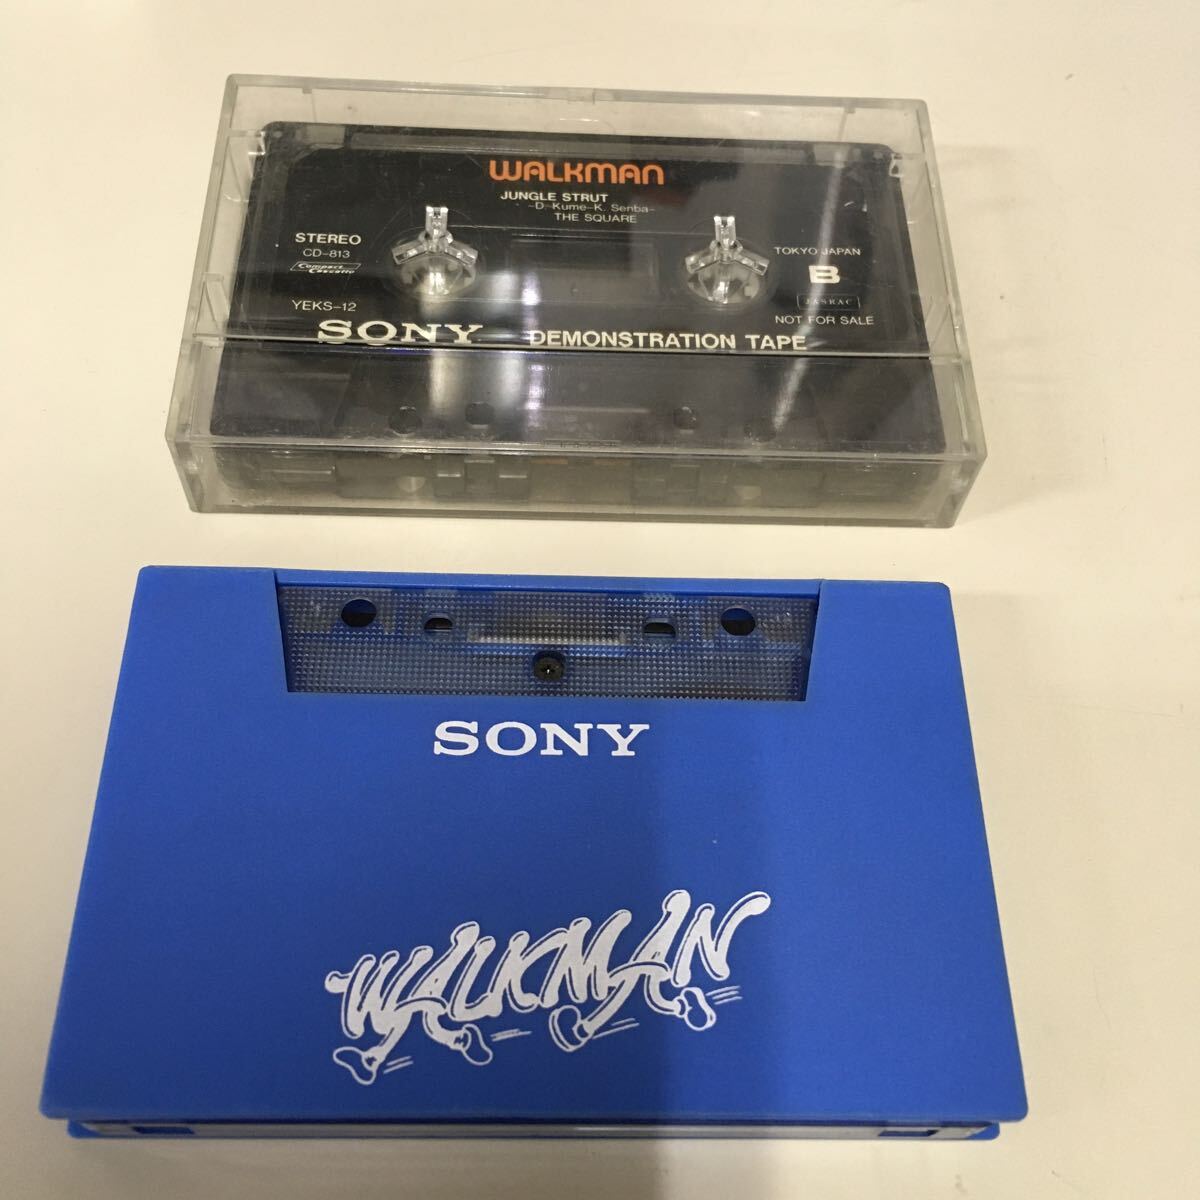 WALKMAN
JUNGLE STRUT
-D. Kume-K. Senba-
THE SQUARE
STEREO
CD-813
Compact Cassette
YEKS-12
TOKYO JAPAN
B
JASRAC
NOT FOR SALE
SONY DEMONSTRATION TAPE
SONY
WALKMAN